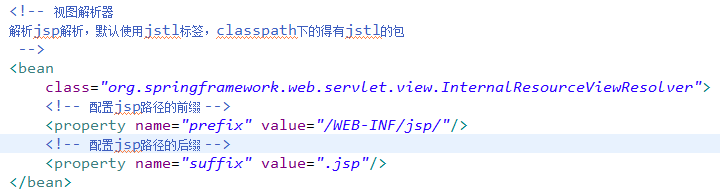 <!-- 视图解析器
解析jsp解析，默认使用jstl标签，classpath下的得有jstl的包
-->
<bean
class="org.springframework.web.servlet.view.InternalResourceViewResolver">
<!-- 配置jsp路径的前缀 -->
<property name="prefix" value="/WEB-INF/jsp/"/>
<!-- 配置jsp路径的后缀 -->
<property name="suffix" value=".jsp"/>
</bean>